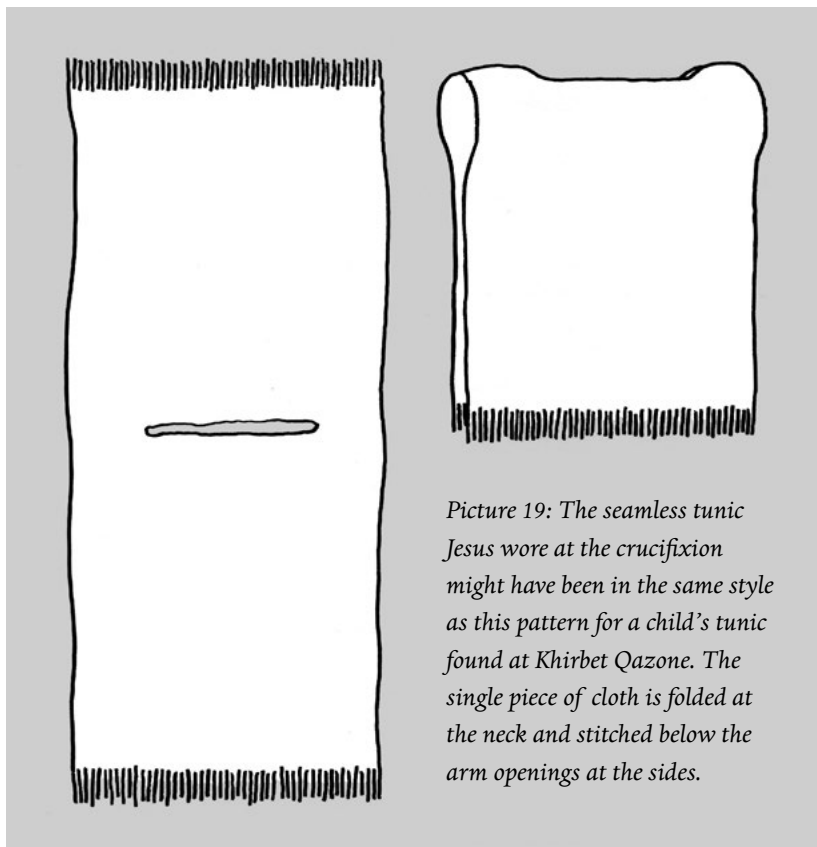 Picture 19: The seamless tunic
Jesus wore at the crucifixion
might have been in the same style
as this pattern for a child’s tunic
found at Khirbet Qazone. The
single piece of cloth is folded at
the neck and stitched below the
arm openings at the sides.